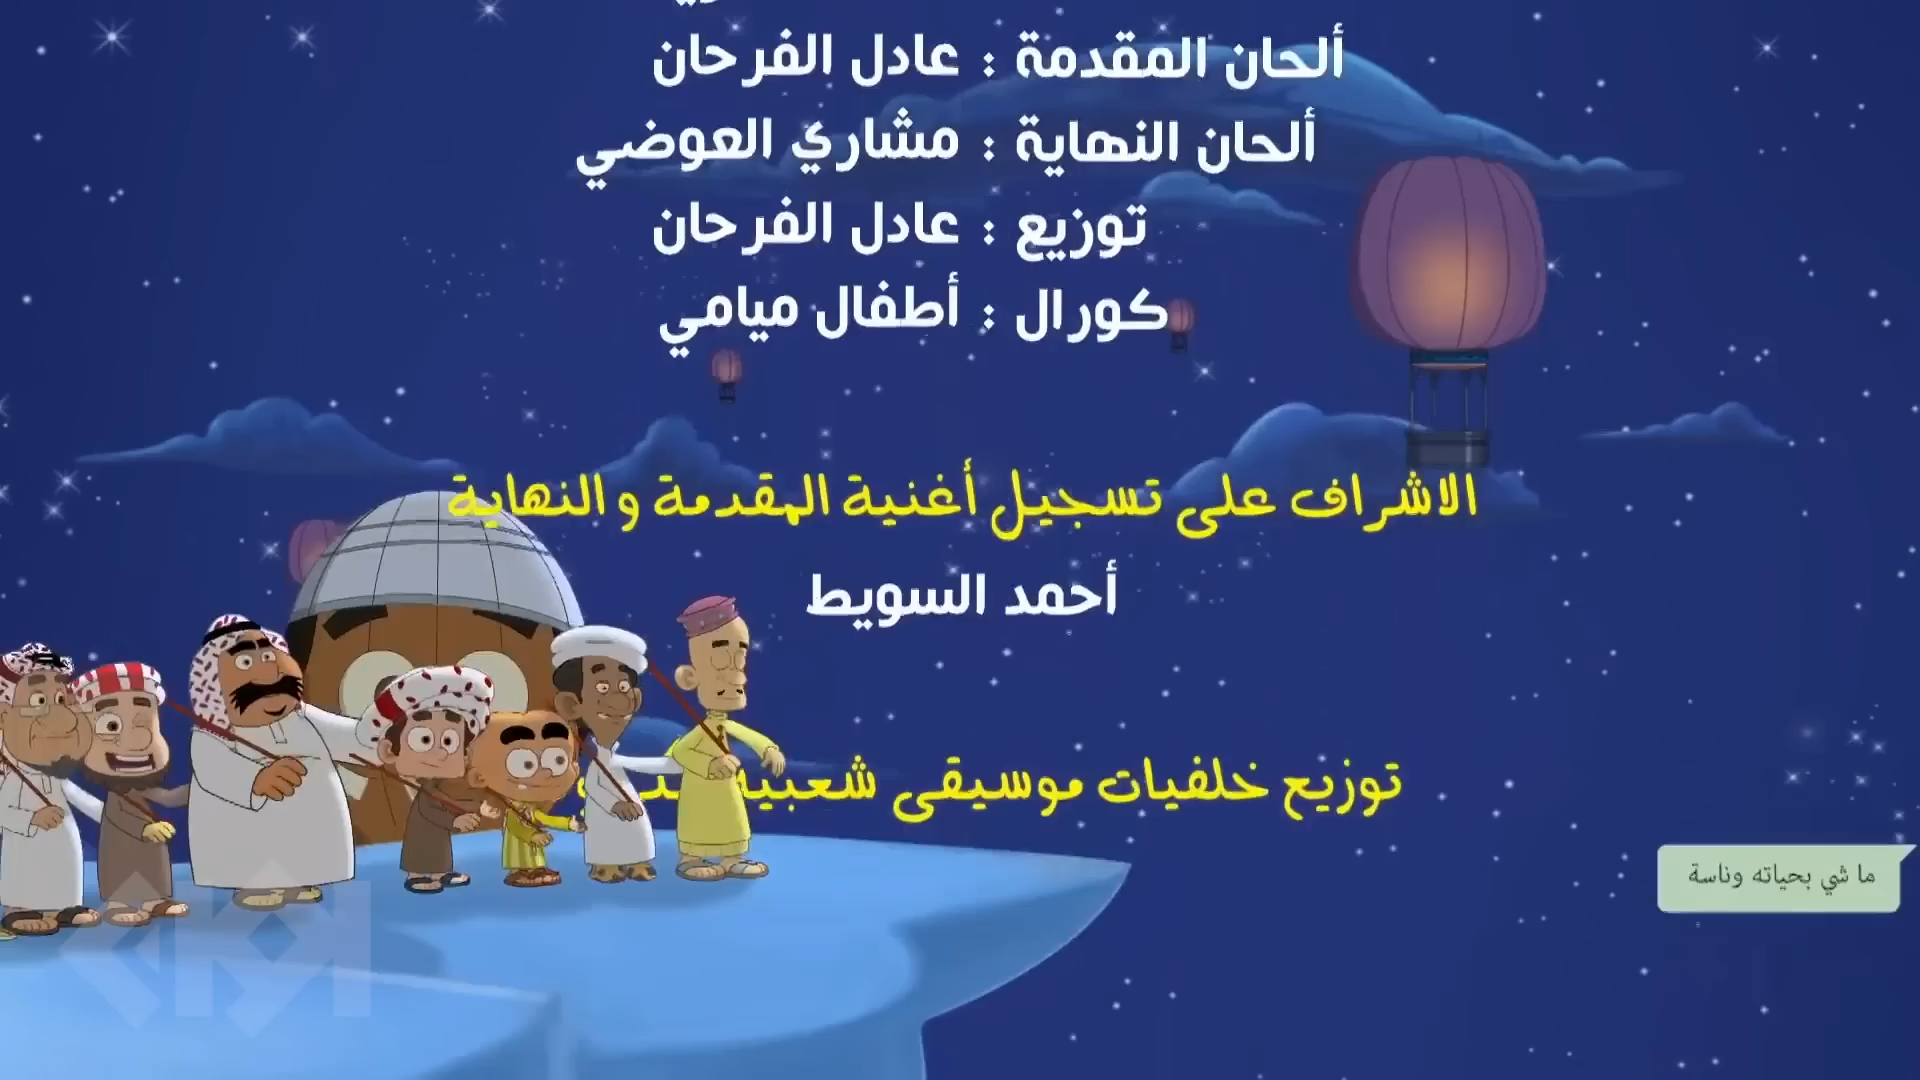 ألحان المقدمة : عادل الفرحان
ألحان النهاية : مشاري العوضي
توزيع : عادل الفرحان
كورال : أطفال ميامي
الاشراف على تسجيل أغنية المقدمة والنهاية
أحمد السويط
توزيع خلفيات موسيقى شعبية
ما شي بحياته وناسة